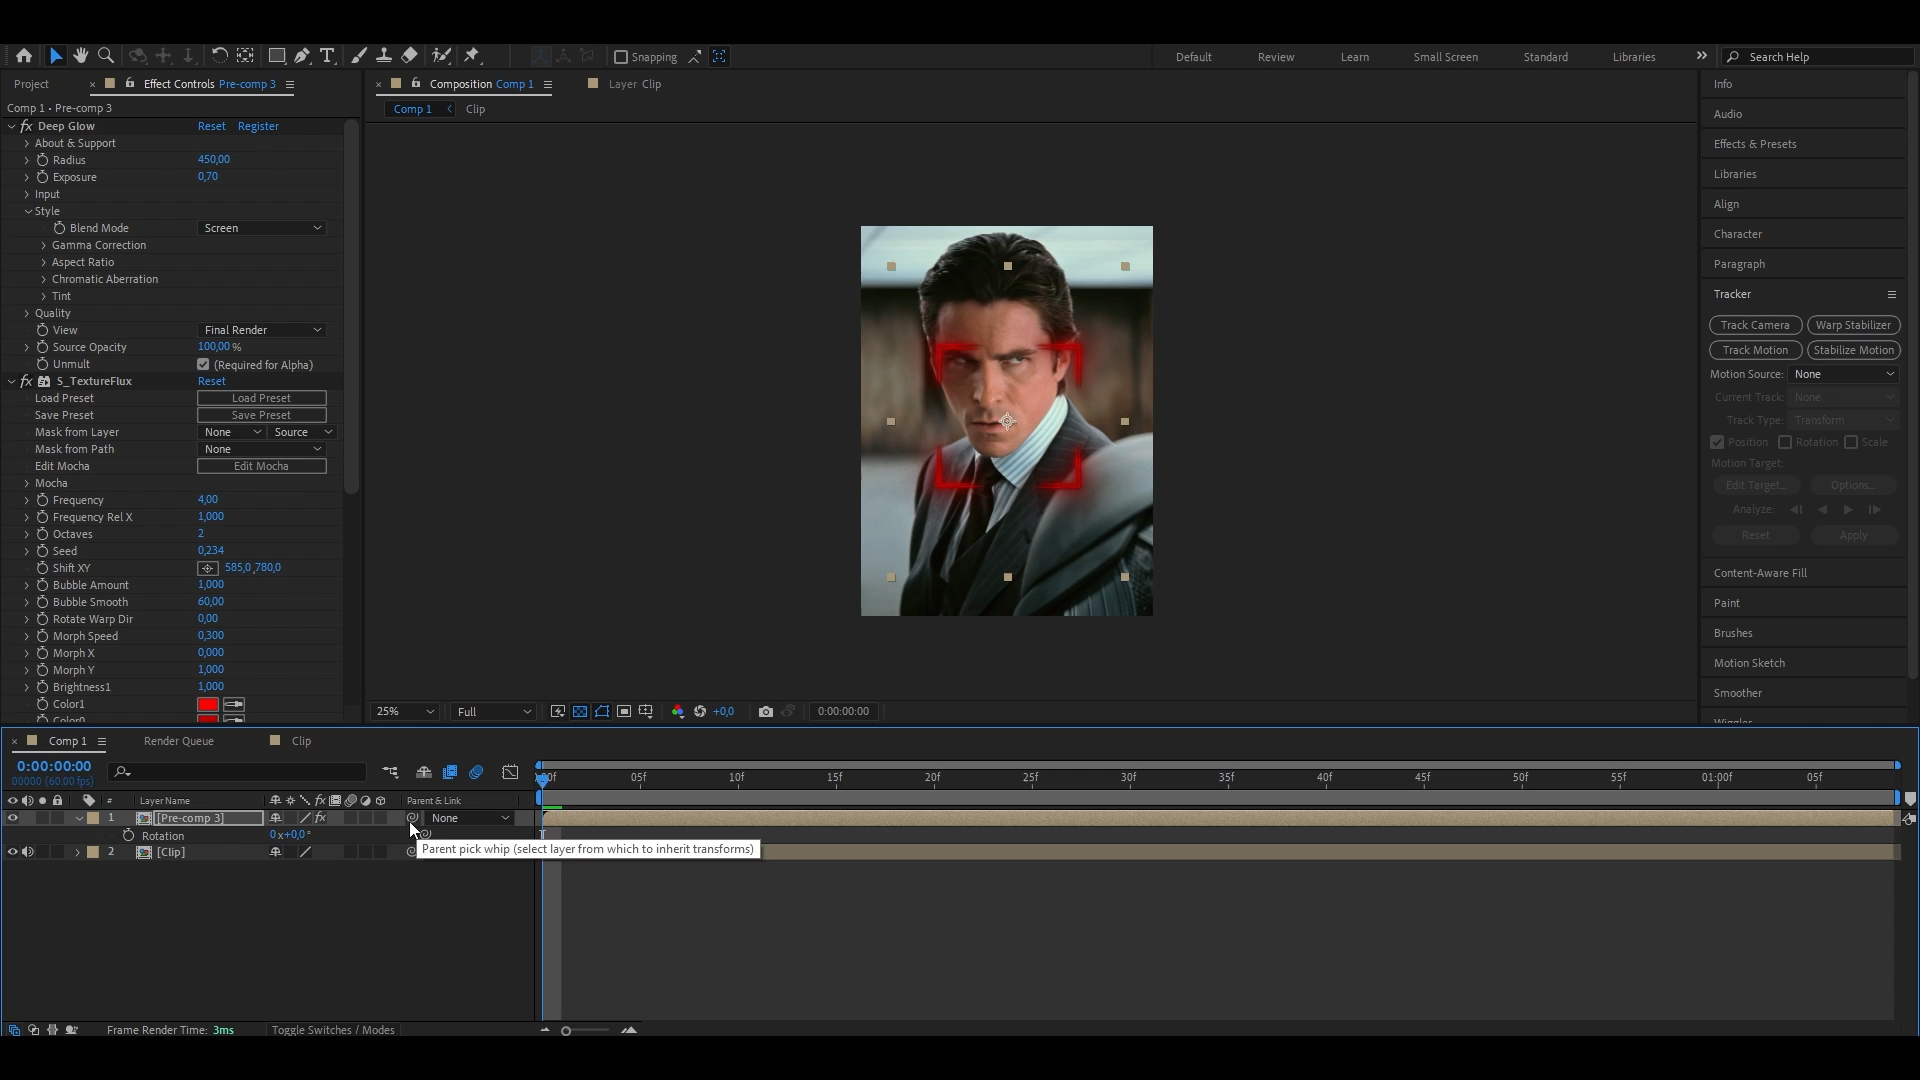 Snapping
Default
Review
Learn
Small Screen
Standard
Libraries
Search Help
Project
Effect Controls Pre-comp 3
Composition Comp 1
Layer Clip
Comp 1
Clip
Comp 1 • Pre-comp 3
Deep Glow Reset Register
About & Support
Radius 450,00
Exposure 0,70
Input
Style
Blend Mode Screen
Gamma Correction
Aspect Ratio
Chromatic Aberration
Tint
Quality
View Final Render
Source Opacity 100,00 %
Unmult (Required for Alpha)
S_TextureFlux Reset
Load Preset Load Preset
Save Preset Save Preset
Mask from Layer None Source
Mask from Path None
Edit Mocha Edit Mocha
Mocha
Frequency 4,00
Frequency Rel X 1,000
Octaves 2
Seed 0,234
Shift XY 585,0 ,780,0
Bubble Amount 1,000
Bubble Smooth 60,00
Rotate Warp Dir 0,00
Morph Speed 0,300
Morph X 0,000
Morph Y 1,000
Brightness1 1,000
Color1
Color0
25%
Full
+0,0
0:00:00:00
Info
Audio
Effects & Presets
Libraries
Align
Character
Paragraph
Tracker
Track Camera Warp Stabilizer
Track Motion Stabilize Motion
Motion Source: None
Current Track: None
Track Type: Transform
Position Rotation Scale
Motion Target:
Edit Target... Options...
Analyze:
Reset Apply
Content-Aware Fill
Paint
Brushes
Motion Sketch
Smoother
Wiggler
Comp 1
Render Queue
Clip
0:00:00:00
00000 (60.00 fps)
:00f 05f 10f 15f 20f 25f 30f 35f 40f 45f 50f 55f 01:00f 05f
# Layer Name fx Parent & Link
1 [Pre-comp 3] None
Rotation 0x+0,0°
2 [Clip]
Parent pick whip (select layer from which to inherit transforms)
Frame Render Time: 3ms
Toggle Switches / Modes